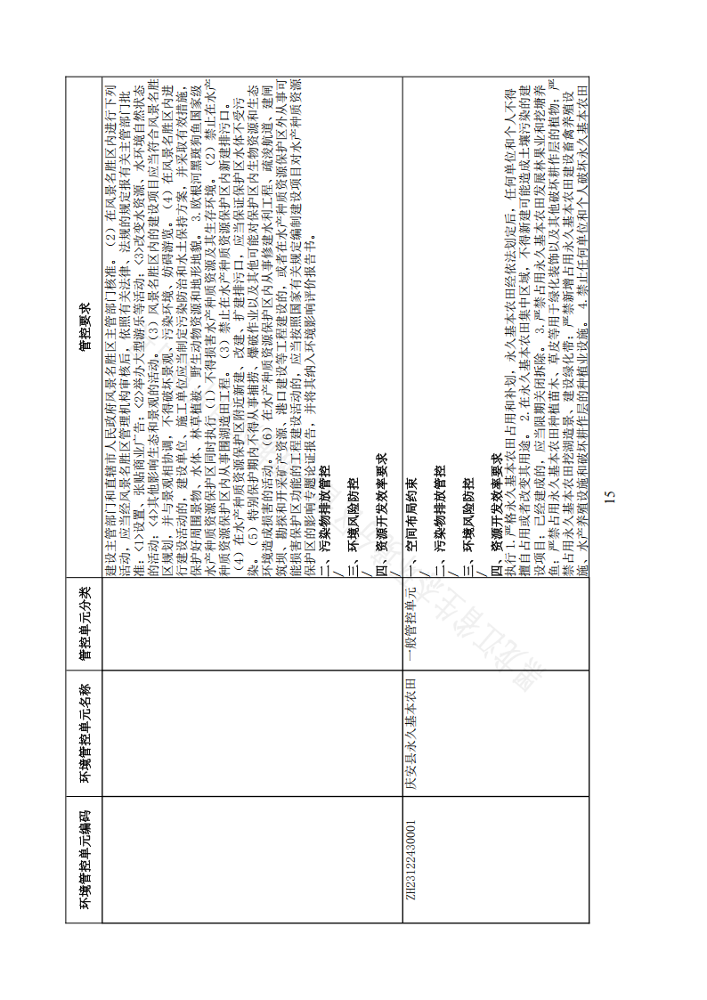 环境管控单元编码 环境管控单元名称 管控单元分类 管控要求
建设主管部门和直辖市人民政府风景名胜区主管部门核准。（2）在风景名胜区内进行下列
活动，应当经风景名胜区管理机构审核后，依照有关法律、法规的规定报有关主管部门批
准：<1>设置、张贴商业广告；<2>举办大型游乐等活动；<3>改变水资源、水环境自然状态
的活动；<4>其他影响生态和景观的活动。（3）风景名胜区内的建设项目应当符合风景名胜
区规划，并与景观相协调，不得破坏景观、污染环境、妨碍游览。（4）在风景名胜区内进
行建设活动的，建设单位、施工单位应当制定污染防治和水土保持方案，并采取有效措施，
保护好周围景物、水体、林草植被、野生动物资源和地形地貌。3.欧根河黑斑狗鱼国家级
水产种质资源保护区同时执行（1）不得损害水产种质资源及其生存环境。（2）禁止在水产
种质资源保护区内从事围湖造田工程。（3）禁止在水产种质资源保护区内新建排污口。
（4）在水产种质资源保护区附近新建、改建、扩建排污口，应当保证保护区水体不受污
染。（5）特别保护期内不得从事捕捞、爆破作业以及其他可能对保护区内生物资源和生态
环境造成损害的活动。（6）在水产种质资源保护区内从事修建水利工程、疏浚航道、建闸
筑坝、勘探和开采矿产资源、港口建设等工程建设的，或者在水产种质资源保护区外从事可
能损害保护区功能的工程建设活动的，应当按照国家有关规定编制建设项目对水产种质资源
保护区的影响专题论证报告，并将其纳入环境影响评价报告书。
二、污染物排放管控
/
三、环境风险防控
/
四、资源开发效率要求
/
ZH23122430001 庆安县永久基本农田 一般管控单元 一、空间布局约束
/
二、污染物排放管控
/
三、环境风险防控
/
四、资源开发效率要求
执行1.严格永久基本农田占用和补划，永久基本农田经依法划定后，任何单位和个人不得
擅自占用或者改变其用途。2.在永久基本农田集中区域，不得新建可能造成土壤污染的建
设项目；已经建成的，应当限期关闭拆除。3.严禁占用永久基本农田发展林果业和挖塘养
鱼；严禁占用永久基本农田种植苗木、草皮等用于绿化装饰以及其他破坏耕作层的植物；严
禁占用永久基本农田挖湖造景、建设绿化带；严禁新增占用永久基本农田建设畜禽养殖设
施、水产养殖设施和破坏耕作层的种植业设施。4.禁止任何单位和个人破坏永久基本农田
15
黑龙江省生态